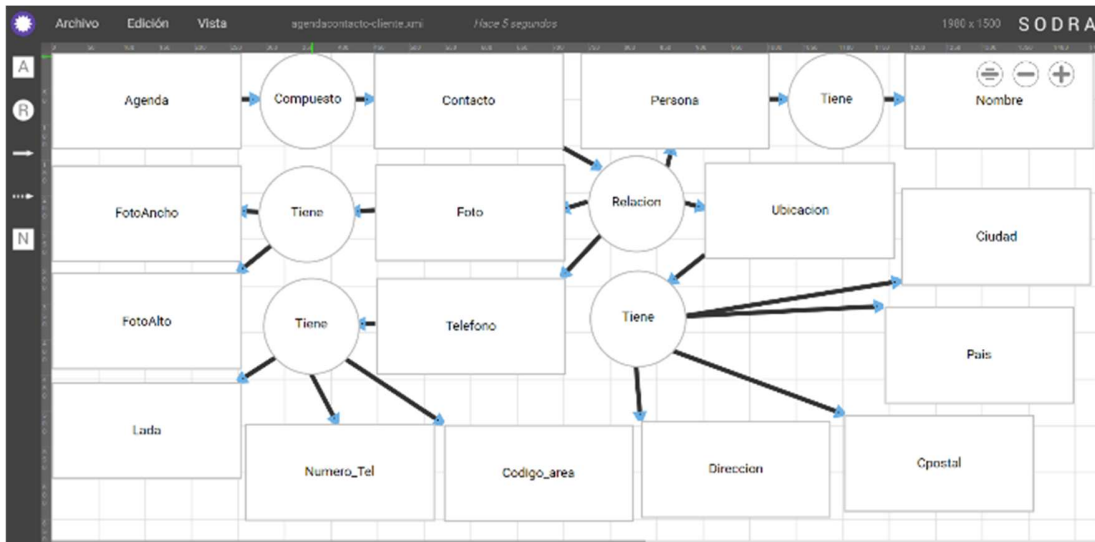 Archivo Edición Vista agendacontacto-cliente.xmi Hace 5 segundos 1980 x 1500 SODRA
A
R
N
Agenda Compuesto Contacto Persona Tiene Nombre
FotoAncho Tiene Foto Relacion Ubicacion Ciudad
FotoAlto Tiene Telefono Tiene Pais
Lada Numero_Tel Codigo_area Direccion Cpostal